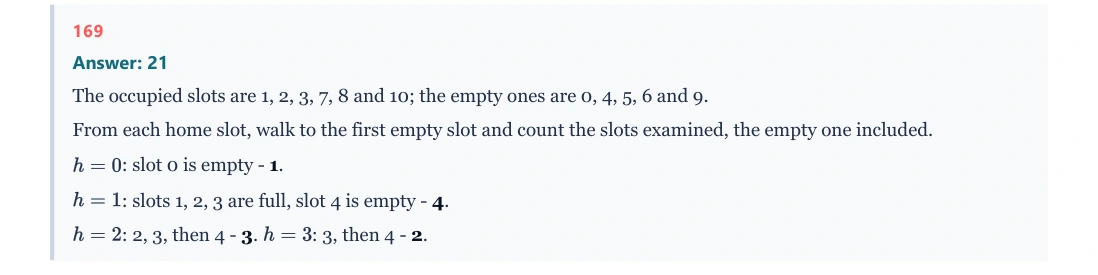 169
Answer: 21
The occupied slots are 1, 2, 3, 7, 8 and 10; the empty ones are 0, 4, 5, 6 and 9.
From each home slot, walk to the first empty slot and count the slots examined, the empty one included.
h = 0: slot 0 is empty - 1.
h = 1: slots 1, 2, 3 are full, slot 4 is empty - 4.
h = 2: 2, 3, then 4 - 3. h = 3: 3, then 4 - 2.